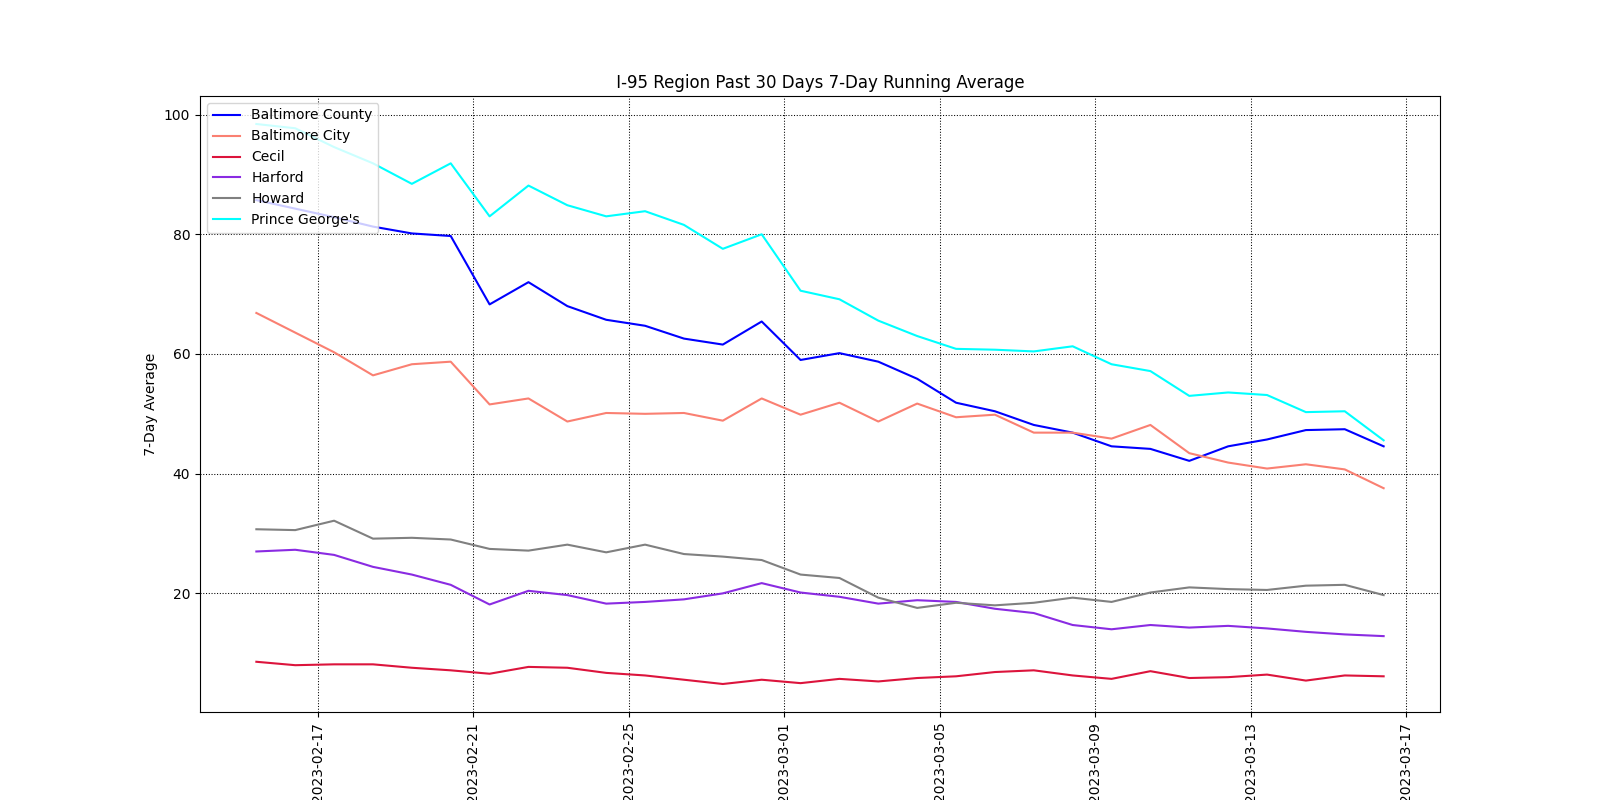 I-95 Region Past 30 Days 7-Day Running Average
100
80
60
40
20
7-Day Average
Baltimore County
Baltimore City
Cecil
Harford
Howard
Prince George's
2023-02-17
2023-02-21
2023-02-25
2023-03-01
2023-03-05
2023-03-09
2023-03-13
2023-03-17